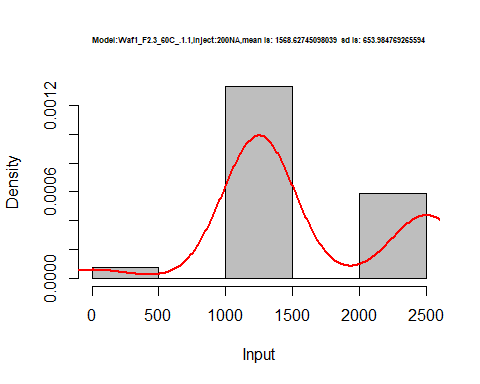 Model:Waf1_F2.3_60C_.1.1,Inject:200NA,mean is: 1568.62745098039 sd is: 653.984769265594
Density
0.0012
0.0006
0.0000
0 500 1000 1500 2000 2500
Input